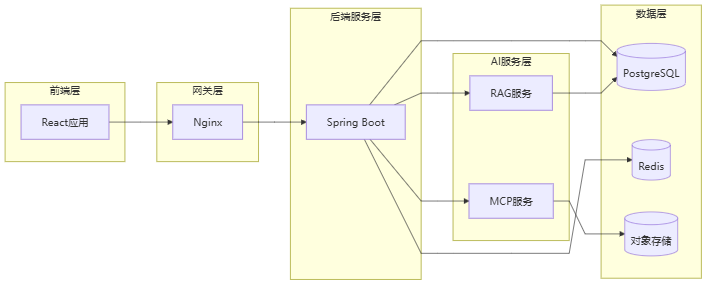 前端层
React应用
网关层
Nginx
后端服务层
Spring Boot
AI服务层
RAG服务
MCP服务
数据层
PostgreSQL
Redis
对象存储